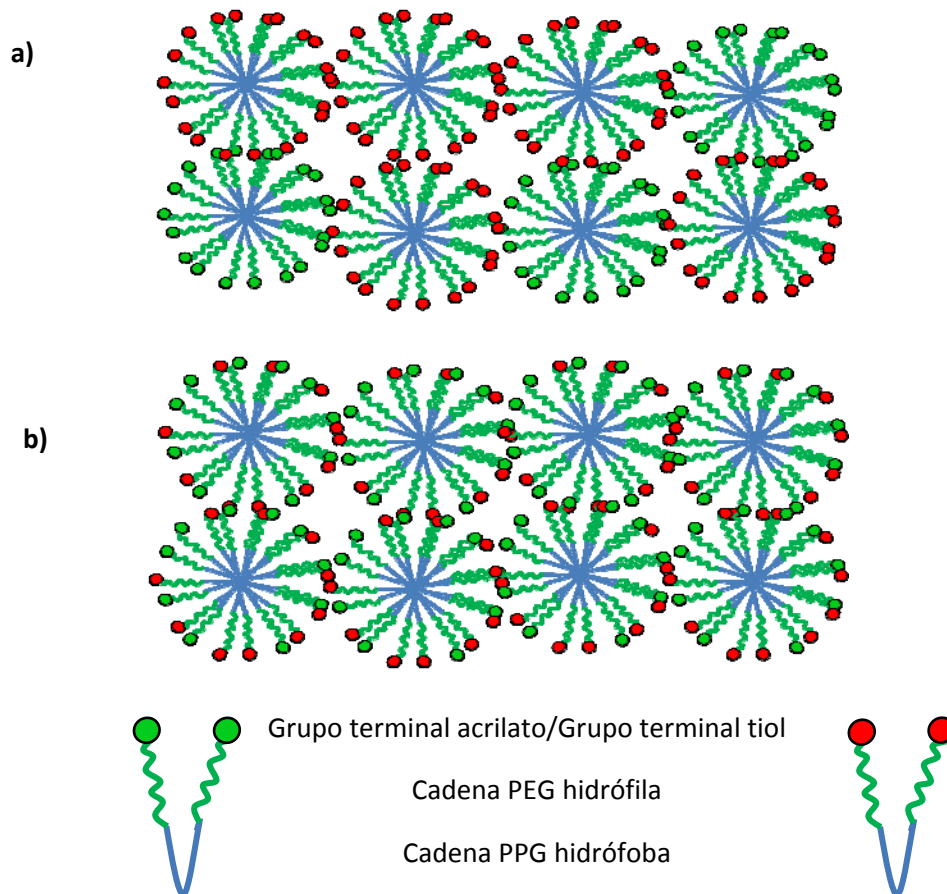 a)
b)
Grupo terminal acrilato/Grupo terminal tiol
Cadena PEG hidrófila
Cadena PPG hidrófoba